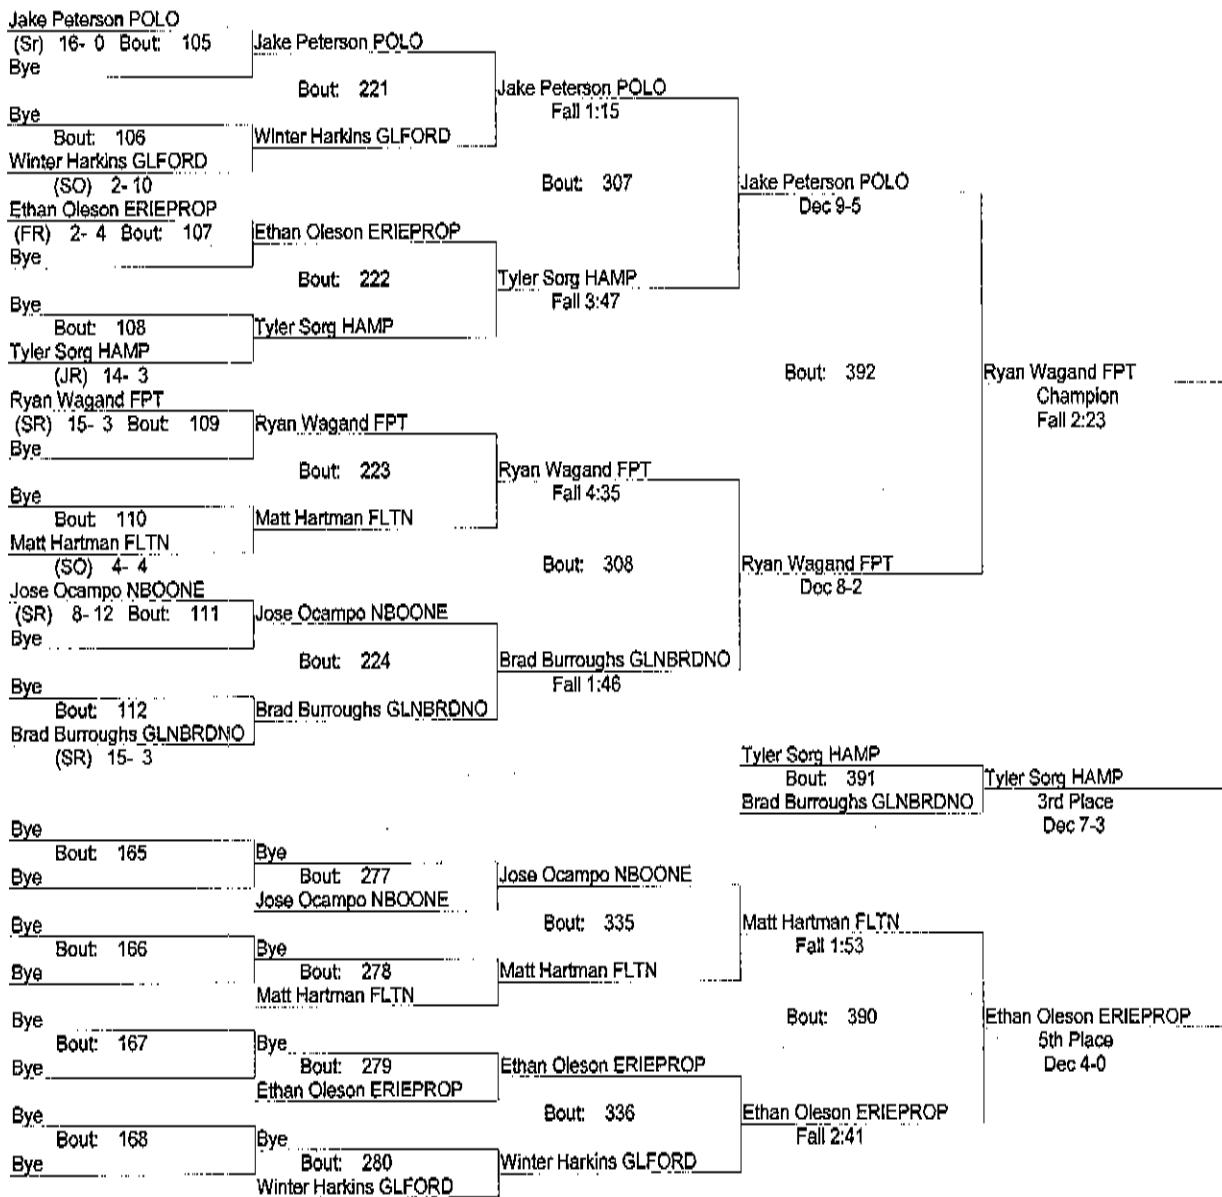 Jake Peterson POLO
(Sr) 16- 0 Bout: 105
Bye
Bye
Bout: 106
Winter Harkins GLFORD
(SO) 2- 10
Ethan Oleson ERIEPROP
(FR) 2- 4 Bout: 107
Bye
Bye
Bout: 108
Tyler Sorg HAMP
(JR) 14- 3
Ryan Wagand FPT
(SR) 15- 3 Bout: 109
Bye
Bye
Bout: 110
Matt Hartman FLTN
(SO) 4- 4
Jose Ocampo NBOONE
(SR) 8- 12 Bout: 111
Bye
Bye
Bout: 112
Brad Burroughs GLNBRDNO
(SR) 15- 3
Jake Peterson POLO
Bout: 221
Winter Harkins GLFORD
Ethan Oleson ERIEPROP
Bout: 222
Tyler Sorg HAMP
Ryan Wagand FPT
Bout: 223
Matt Hartman FLTN
Jose Ocampo NBOONE
Bout: 224
Brad Burroughs GLNBRDNO
Jake Peterson POLO
Fall 1:15
Bout: 307
Tyler Sorg HAMP
Fall 3:47
Ryan Wagand FPT
Fall 4:35
Bout: 308
Brad Burroughs GLNBRDNO
Fall 1:46
Jake Peterson POLO
Dec 9-5
Bout: 392
Ryan Wagand FPT
Dec 8-2
Ryan Wagand FPT
Champion
Fall 2:23
Tyler Sorg HAMP
Bout: 391
Brad Burroughs GLNBRDNO
Tyler Sorg HAMP
3rd Place
Dec 7-3
Bye
Bout: 165
Bye
Bye
Bout: 166
Bye
Bye
Bout: 167
Bye
Bye
Bout: 168
Bye
Bye
Bout: 277
Jose Ocampo NBOONE
Bye
Bout: 278
Matt Hartman FLTN
Bye
Bout: 279
Ethan Oleson ERIEPROP
Bye
Bout: 280
Winter Harkins GLFORD
Jose Ocampo NBOONE
Bout: 335
Matt Hartman FLTN
Ethan Oleson ERIEPROP
Bout: 336
Winter Harkins GLFORD
Matt Hartman FLTN
Fall 1:53
Bout: 390
Ethan Oleson ERIEPROP
Fall 2:41
Ethan Oleson ERIEPROP
5th Place
Dec 4-0